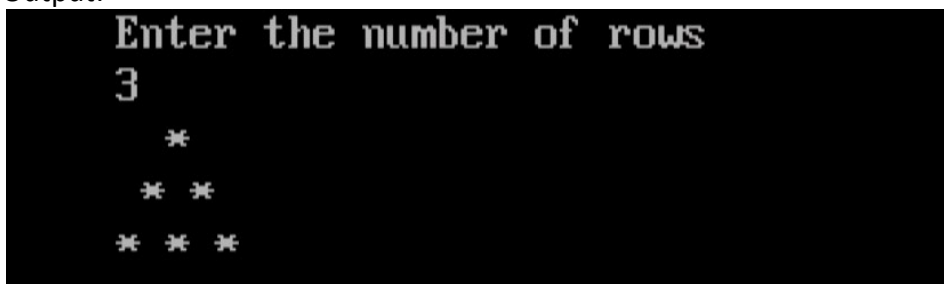 Output:
Enter the number of rows
3
  *
 * *
* * *